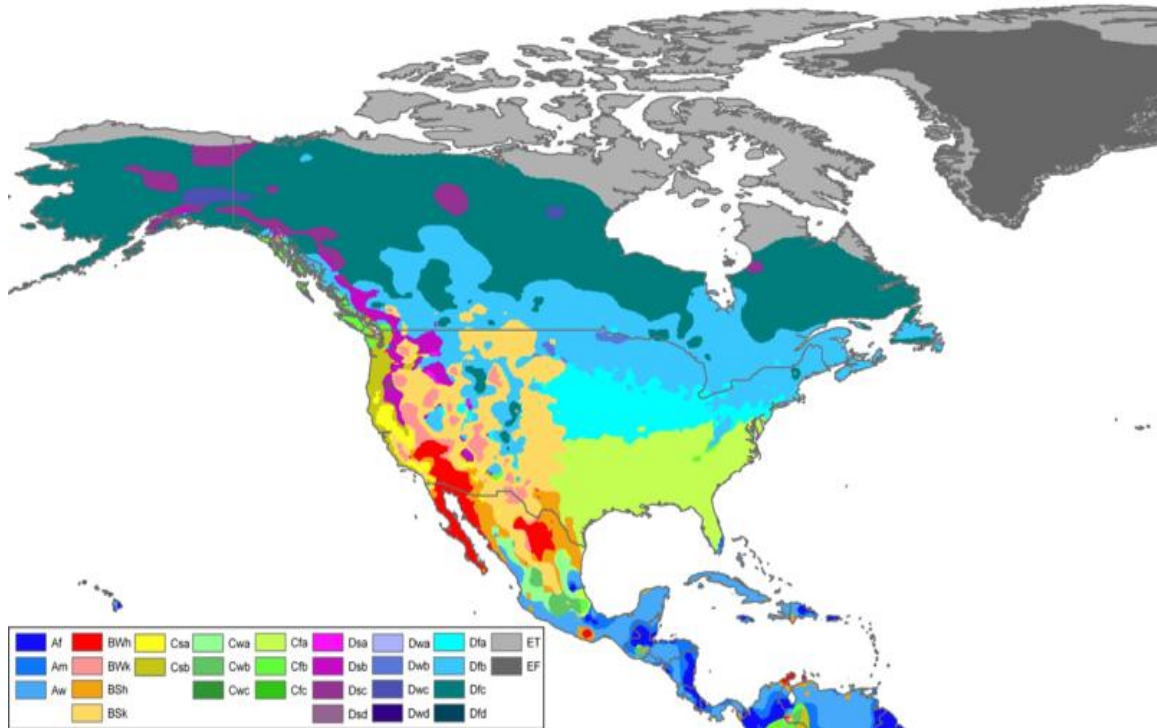 Af BWh Csa Cwa Cfa Dsa Dwa Dfa ET
Am BWk Csb Cwb Cfb Dsb Dwb Dfb EF
Aw BSh Cwc Cfc Dsc Dwc Dfc
BSk Dsd Dwd Dfd